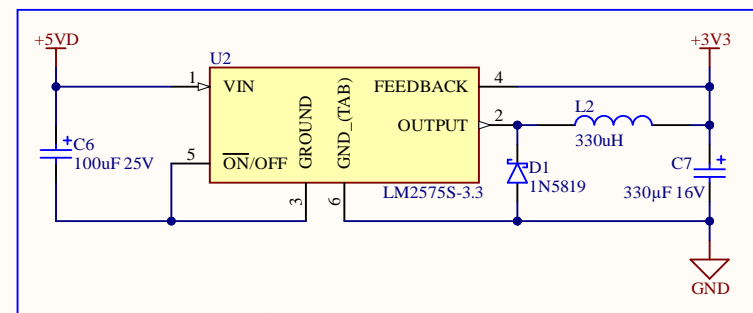 +5VD
+3V3
U2
1
VIN
FEEDBACK
4
OUTPUT
2
L2
330uH
C6
100uF 25V
5
ON/OFF
GROUND
GND_(TAB)
3
6
LM2575S-3.3
D1
1N5819
C7
330µF 16V
GND